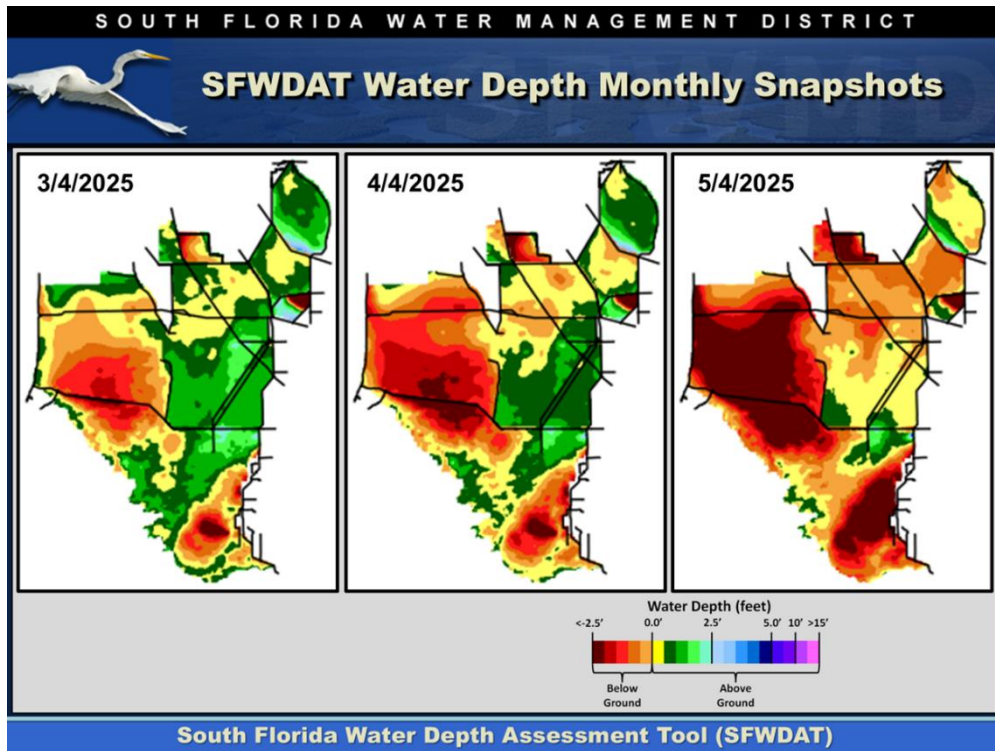 SOUTH FLORIDA WATER MANAGEMENT DISTRICT
SFWDAT Water Depth Monthly Snapshots
SFWMD
3/4/2025
4/4/2025
5/4/2025
Water Depth (feet)
<-2.5' 0.0' 2.5' 5.0' 10' >15'
Below Ground
Above Ground
South Florida Water Depth Assessment Tool (SFWDAT)